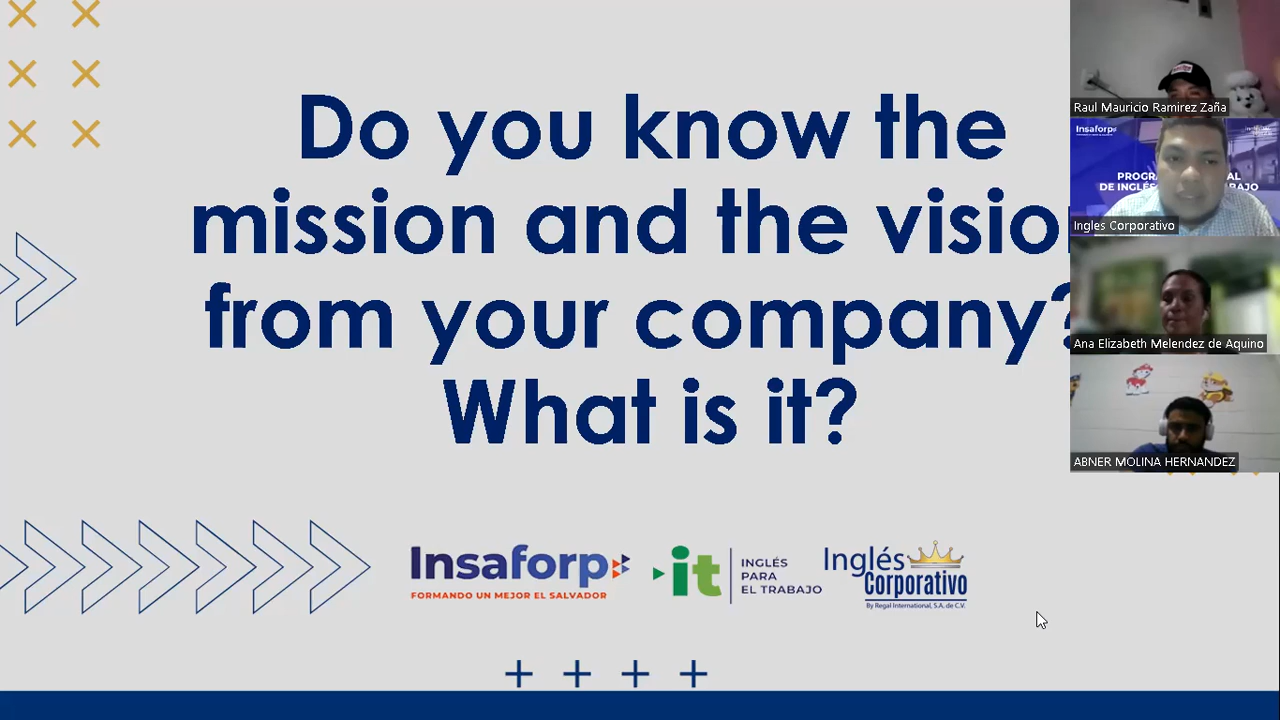 Do you know the
mission and the visio
from your company?
What is it?
Insaforp
FORMANDO UN MEJOR EL SALVADOR
it
INGLÉS
PARA
EL TRABAJO
Inglés
Corporativo
By Regal International, S.A. de C.V.
Raul Mauricio Ramirez Zaña
Insaforp
Ingles Corporativo
Ana Elizabeth Melendez de Aquino
ABNER MOLINA HERNANDEZ